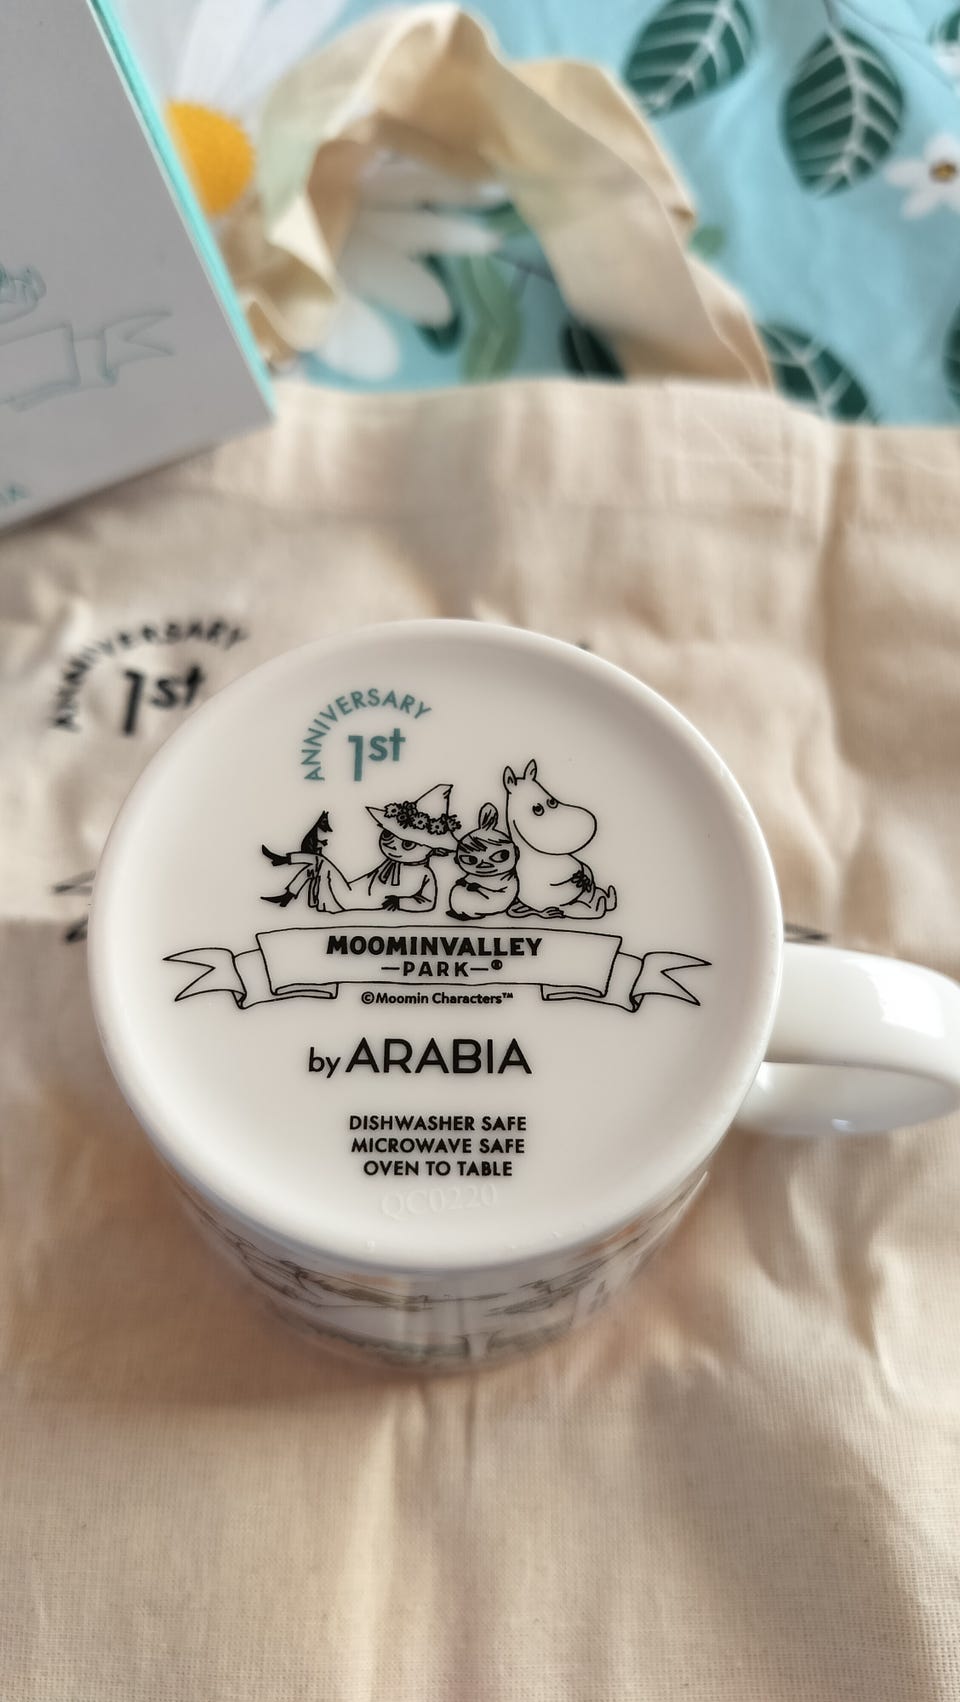 ANNIVERSARY
1st
ANNIVERSARY
1st
MOOMINVALLEY
—PARK—®
©Moomin Characters™
by ARABIA
DISHWASHER SAFE
MICROWAVE SAFE
OVEN TO TABLE
QC0220